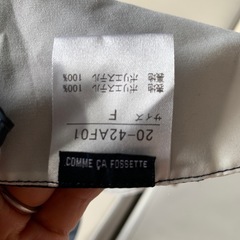 20-42AF01
サイズ F
表地 ポリエステル 100%
裏地 ポリエステル 100%
COMME ÇA FOSSETTE